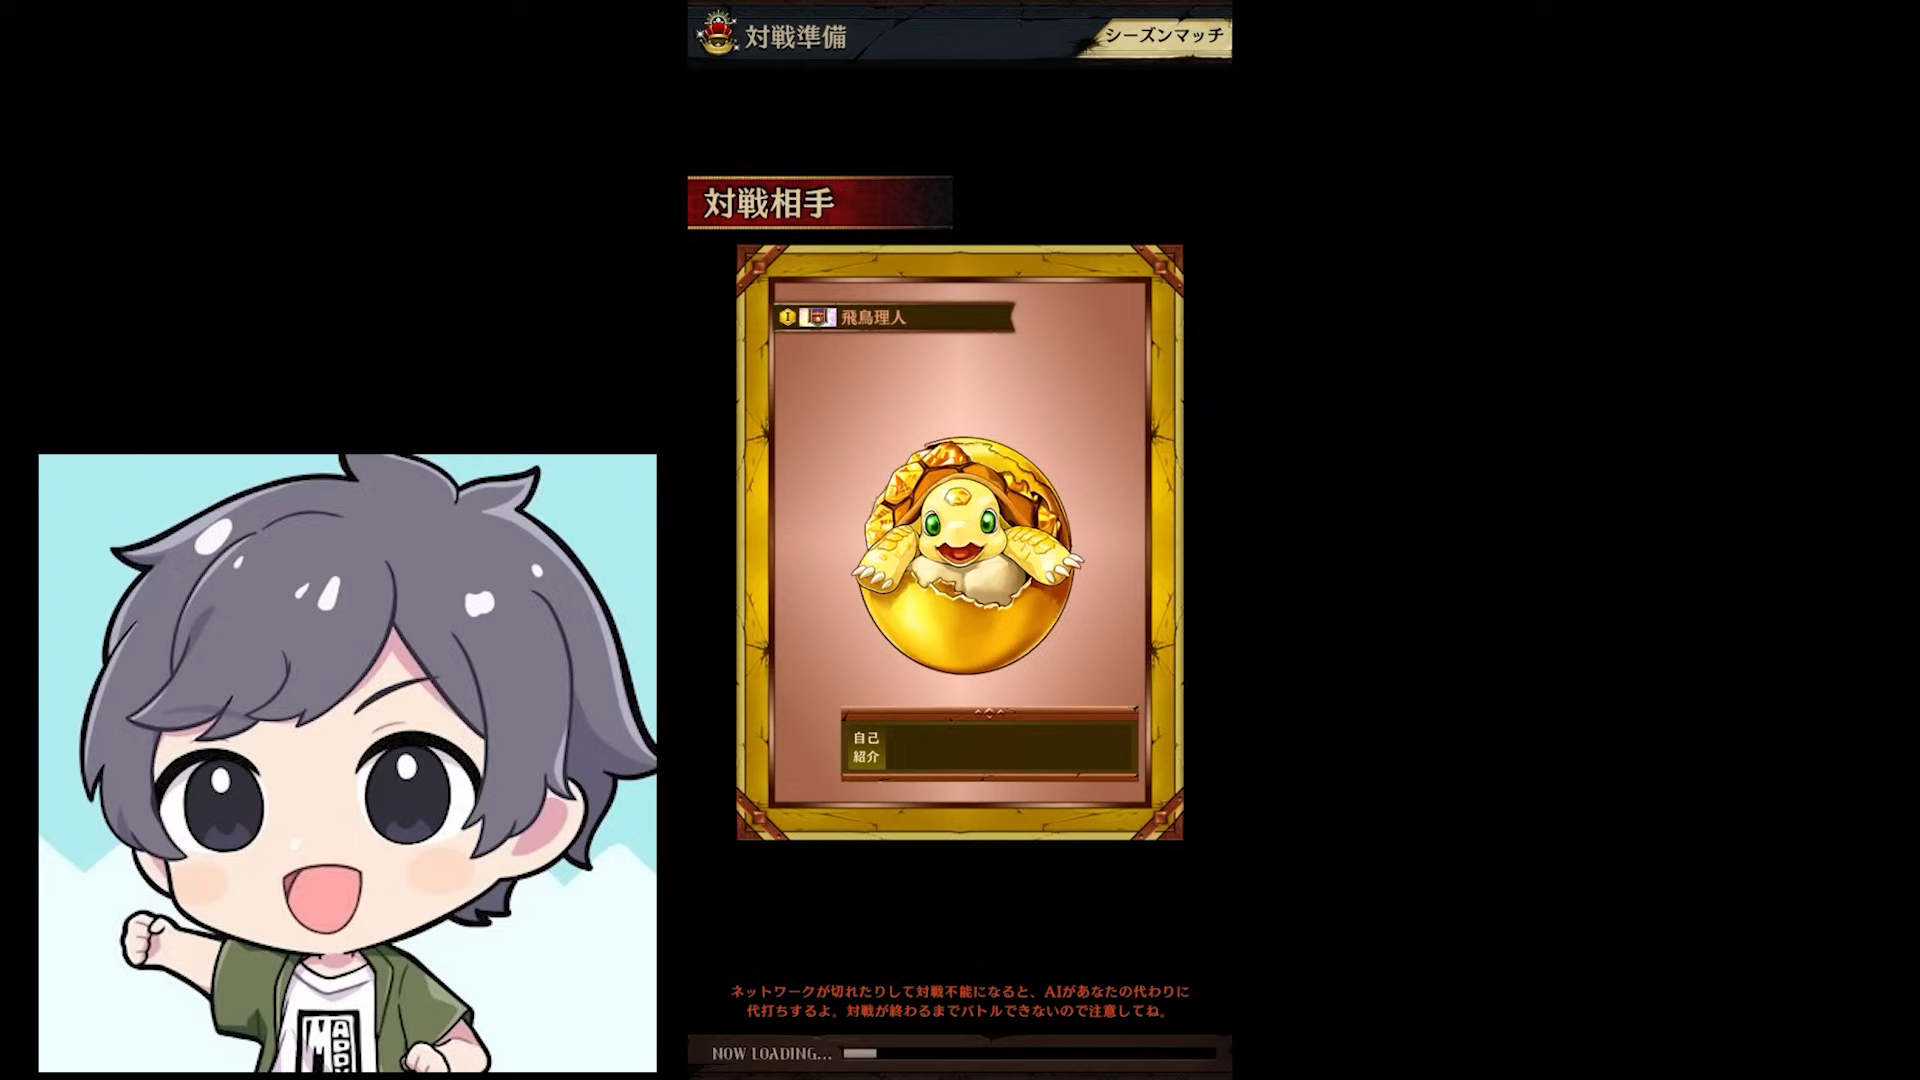 対戦準備
シーズンマッチ
対戦相手
I
飛鳥理人
自己
紹介
ネットワークが切れたりして対戦不能になると、AIがあなたの代わりに
代打ちするよ。対戦が終わるまでバトルできないので注意してね。
NOW LOADING...